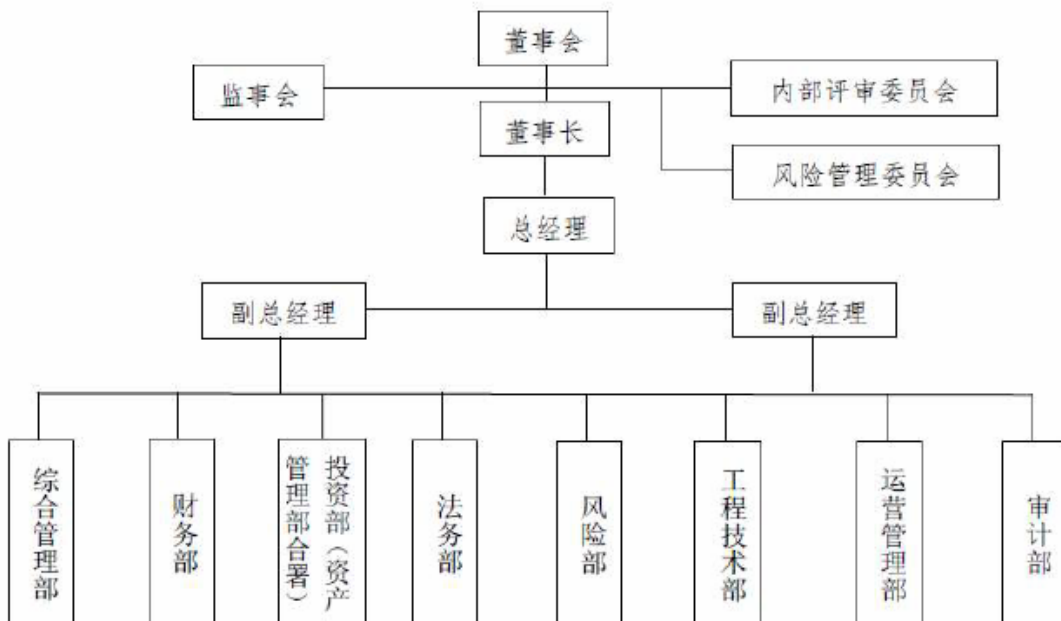 董事会
监事会
内部评审委员会
董事长
风险管理委员会
总经理
副总经理
副总经理
综合管理部
财务部
投资部（资产
管理部合署）
法务部
风险部
工程技术部
运营管理部
审计部